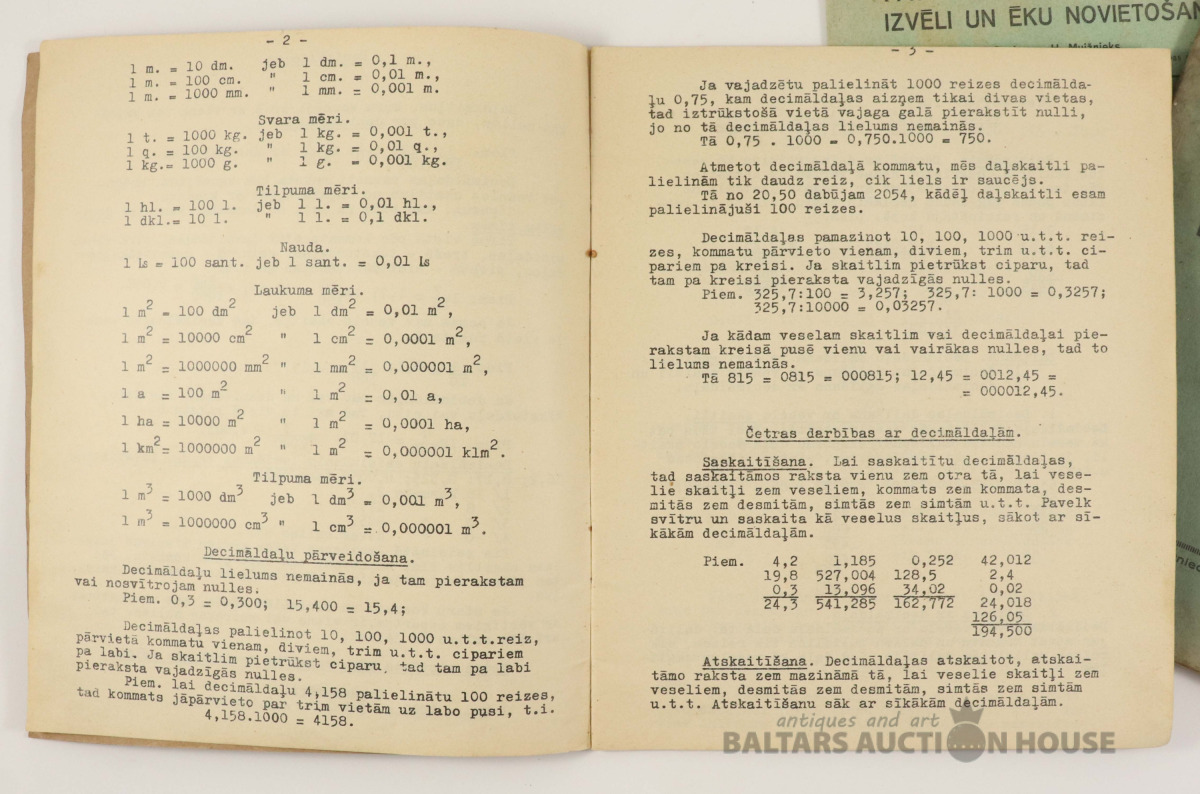 - 2 -
1 m. = 10 dm. jeb 1 dm. = 0,1 m.,
1 m. = 100 cm. " 1 cm. = 0,01 m.,
1 m. = 1000 mm. " 1 mm. = 0,001 m.
Svara mēri.
1 t. = 1000 kg. jeb 1 kg. = 0,001 t.,
1 q. = 100 kg. " 1 kg. = 0,01 q.,
1 kg.= 1000 g. " 1 g. = 0,001 kg.
Tilpuma mēri.
1 hl. = 100 l. jeb 1 l. = 0,01 hl.,
1 dkl.= 10 l. " 1 l. = 0,1 dkl.
Nauda.
1 Ls = 100 sant. jeb 1 sant. = 0,01 Ls
Laukuma mēri.
1 m² = 100 dm² jeb 1 dm² = 0,01 m²,
1 m² = 10000 cm² " 1 cm² = 0,0001 m²,
1 m² = 1000000 mm² " 1 mm² = 0,000001 m²,
1 a = 100 m² " 1 m² = 0,01 a,
1 ha = 10000 m² " 1 m² = 0,0001 ha,
1 km²= 1000000 m² " 1 m² = 0,000001 klm².
Tilpuma mēri.
1 m³ = 1000 dm³ jeb 1 dm³ = 0,001 m³,
1 m³ = 1000000 cm³ " 1 cm³ = 0,000001 m³.
Decimāldaļu pārveidošana.
Decimāldaļu lielums nemainās, ja tam pierakstam
vai nosvītrojam nulles.
Piem. 0,3 = 0,300; 15,400 = 15,4;
Decimāldaļas palielinot 10, 100, 1000 u.t.t.reiz,
pārvietā kommatu vienam, diviem, trim u.t.t. cipariem
pa labi. Ja skaitlim pietrūkst ciparu, tad tam pa labi
pieraksta vajadzīgās nulles.
Piem. lai decimāldaļu 4,158 palielinātu 100 reizes,
tad kommats jāpārvieto par trim vietām uz labo pusi, t.i.
4,158.1000 = 4158.
- 3 -
Ja vajadzētu palielināt 1000 reizes decimālda-
ļu 0,75, kam decimāldaļas aizņem tikai divas vietas,
tad iztrūkstošā vietā vajaga galā pierakstīt nulli,
jo no tā decimāldaļas lielums nemainās.
Tā 0,75 . 1000 = 0,750.1000 = 750.
Atmetot decimāldaļā kommatu, mēs daļskaitli pa-
lielinām tik daudz reiz, cik liels ir saucējs.
Tā no 20,50 dabūjam 2054, kādēļ daļskaitli esam
palielinājuši 100 reizes.
Decimāldaļas pamazinot 10, 100, 1000 u.t.t. rei-
zes, kommatu pārvieto vienam, diviem, trim u.t.t. ci-
pariem pa kreisi. Ja skaitlim pietrūkst ciparu, tad
tam pa kreisi pieraksta vajadzīgās nulles.
Piem. 325,7:100 = 3,257; 325,7: 1000 = 0,3257;
325,7:10000 = 0,03257.
Ja kādam veselam skaitlim vai decimāldaļai pie-
rakstam kreisā pusē vienu vai vairākas nulles, tad to
lielums nemainās.
Tā 815 = 0815 = 000815; 12,45 = 0012,45 =
= 000012,45.
Četras darbības ar decimāldaļām.
Saskaitīšana. Lai saskaitītu decimāldaļas,
tad saskaitāmos raksta vienu zem otra tā, lai vese-
lie skaitļi zem veseliem, kommats zem kommata, des-
mitās zem desmitām, simtās zem simtām u.t.t. Pavelk
svītru un saskaita kā veselus skaitļus, sākot ar sī-
kākām decimāldaļām.
Piem. 4,2 1,185 0,252 42,012
19,8 527,004 128,5 2,4
0,3 13,096 34,02 0,02
24,3 541,285 162,772 24,018
126,05
194,500
Atskaitīšana. Decimāldaļas atskaitot, atskai-
tāmo raksta zem mazināmā tā, lai veselie skaitļi zem
veseliem, desmitās zem desmitām, simtās zem simtām
u.t.t. Atskaitīšanu sāk ar sīkākām decimāldaļām.
IZVĒLI UN ĒKU NOVIETOŠAN
antiques and art
BALTARS AUCTION HOUSE